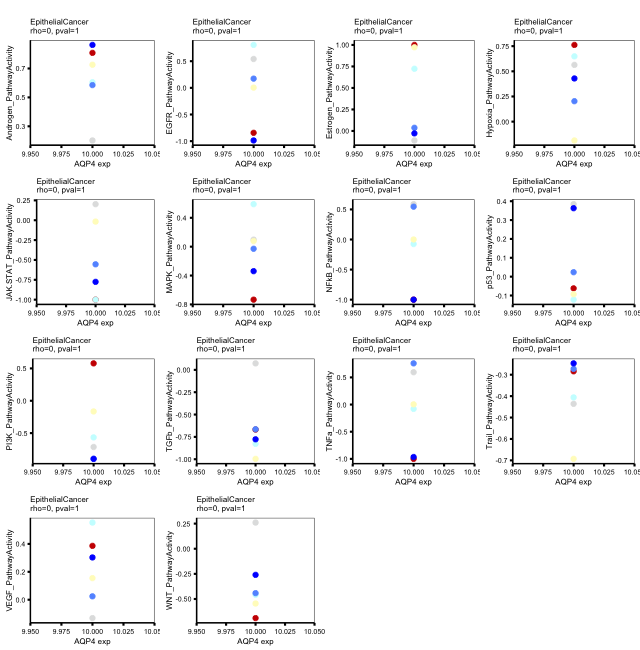 EpithelialCancer
rho=0, pval=1
Androgen_PathwayActivity
0.7
0.5
0.3
9.950
9.975
10.000
10.025
10.05
AQP4 exp
EpithelialCancer
rho=0, pval=1
EGFR_PathwayActivity
0.5
0.0
-0.5
-1.0
9.950
9.975
10.000
10.025
10.05
AQP4 exp
EpithelialCancer
rho=0, pval=1
Estrogen_PathwayActivity
1.00
0.75
0.50
0.25
0.00
9.950
9.975
10.000
10.025
10.05
AQP4 exp
EpithelialCancer
rho=0, pval=1
Hypoxia_PathwayActivity
0.75
0.50
0.25
0.00
9.950
9.975
10.000
10.025
10.05
AQP4 exp
EpithelialCancer
rho=0, pval=1
JAK.STAT_PathwayActivity
0.25
0.00
-0.25
-0.50
-0.75
-1.00
9.950
9.975
10.000
10.025
10.05
AQP4 exp
EpithelialCancer
rho=0, pval=1
MAPK_PathwayActivity
0.4
0.0
-0.4
-0.8
9.950
9.975
10.000
10.025
10.05
AQP4 exp
EpithelialCancer
rho=0, pval=1
NFkB_PathwayActivity
0.5
0.0
-0.5
-1.0
9.950
9.975
10.000
10.025
10.05
AQP4 exp
EpithelialCancer
rho=0, pval=1
p53_PathwayActivity
0.4
0.3
0.2
0.1
0.0
-0.1
9.950
9.975
10.000
10.025
10.05
AQP4 exp
EpithelialCancer
rho=0, pval=1
PI3K_PathwayActivity
0.5
0.0
-0.5
9.950
9.975
10.000
10.025
10.05
AQP4 exp
EpithelialCancer
rho=0, pval=1
TGFb_PathwayActivity
0.00
-0.25
-0.50
-0.75
-1.00
9.950
9.975
10.000
10.025
10.05
AQP4 exp
EpithelialCancer
rho=0, pval=1
TNFa_PathwayActivity
0.5
0.0
-0.5
-1.0
9.950
9.975
10.000
10.025
10.05
AQP4 exp
EpithelialCancer
rho=0, pval=1
Trail_PathwayActivity
-0.3
-0.4
-0.5
-0.6
-0.7
9.950
9.975
10.000
10.025
10.05
AQP4 exp
EpithelialCancer
rho=0, pval=1
VEGF_PathwayActivity
0.4
0.2
0.0
9.950
9.975
10.000
10.025
10.05
AQP4 exp
EpithelialCancer
rho=0, pval=1
WNT_PathwayActivity
0.25
0.00
-0.25
-0.50
9.950
9.975
10.000
10.025
10.050
AQP4 exp